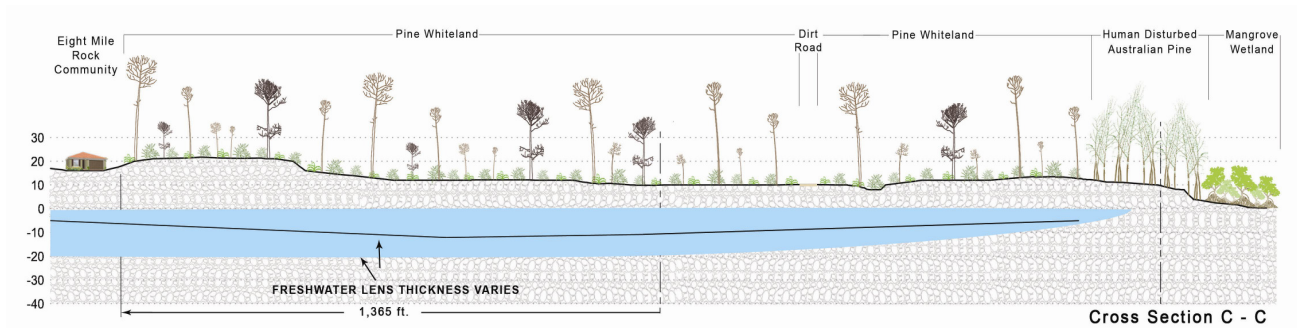 Eight Mile
Rock
Community
Pine Whiteland
Dirt
Road
Pine Whiteland
Human Disturbed
Australian Pine
Mangrove
Wetland
30
20
10
0
-10
-20
-30
-40
FRESHWATER LENS THICKNESS VARIES
1,365 ft.
Cross Section C - C